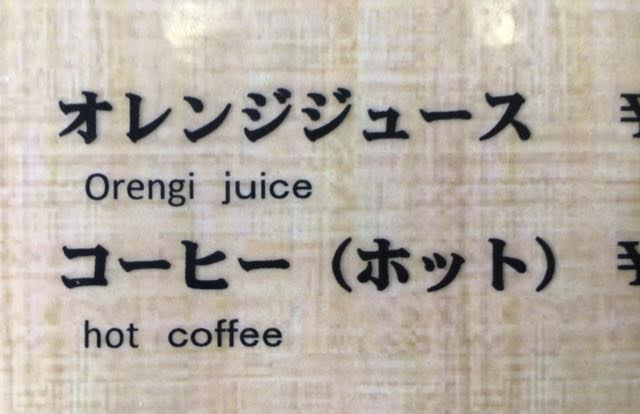 オレンジジュース
Orengi juice
コーヒー（ホット）
hot coffee